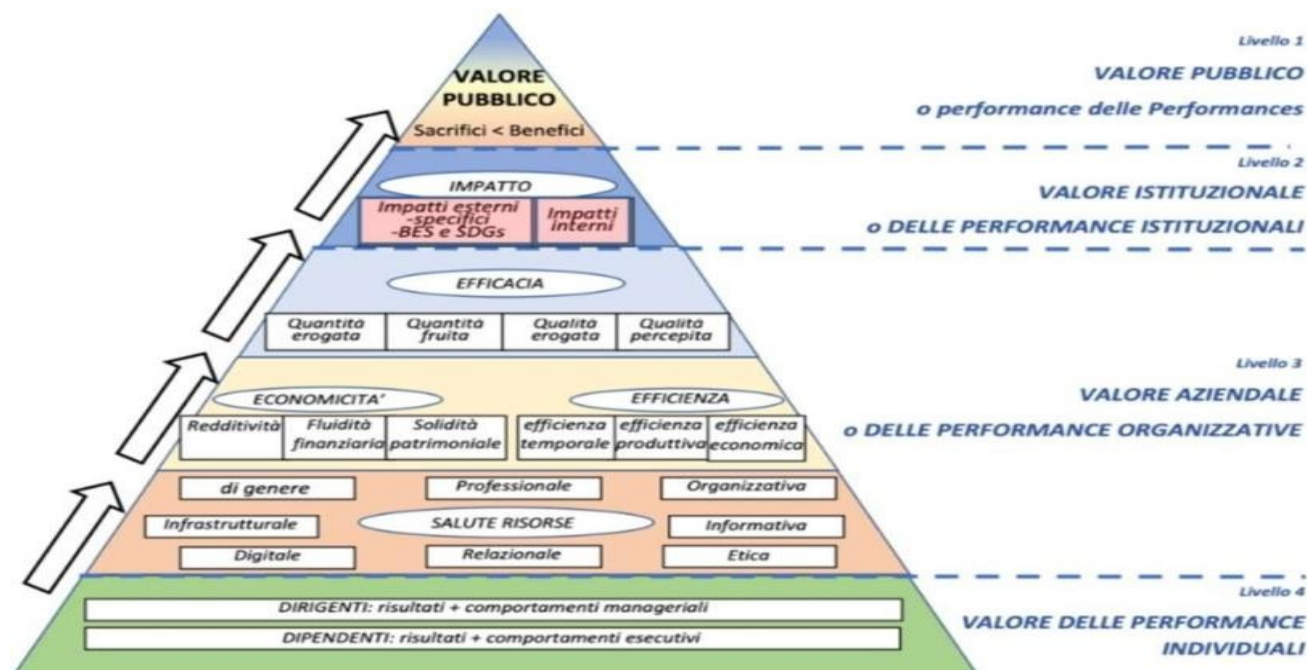 Livello 1
VALORE PUBBLICO
o performance delle Performances
VALORE
PUBBLICO
Sacrifici < Benefici
Livello 2
VALORE ISTITUZIONALE
o DELLE PERFORMANCE ISTITUZIONALI
IMPATTO
Impatti esterni
-specifici
-BES e SDGs
Impatti
interni
EFFICACIA
Quantità
erogata
Quantità
fruita
Qualità
erogata
Qualità
percepita
Livello 3
VALORE AZIENDALE
o DELLE PERFORMANCE ORGANIZZATIVE
ECONOMICITA'
EFFICIENZA
Redditività
Fluidità
finanziaria
Solidità
patrimoniale
efficienza
temporale
efficienza
produttiva
efficienza
economica
di genere
Professionale
Organizzativa
Infrastrutturale
SALUTE RISORSE
Informativa
Digitale
Relazionale
Etica
Livello 4
VALORE DELLE PERFORMANCE
INDIVIDUALI
DIRIGENTI: risultati + comportamenti manageriali
DIPENDENTI: risultati + comportamenti esecutivi